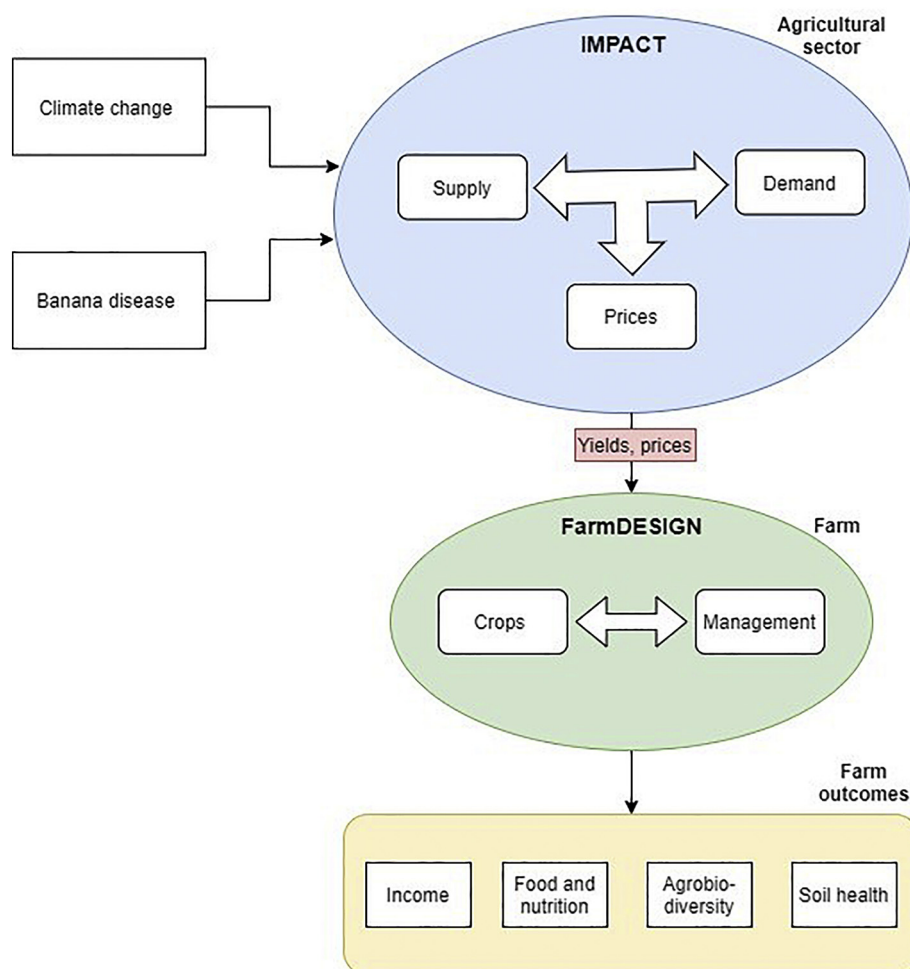 IMPACT
Agricultural
sector
Climate change
Supply
Demand
Banana disease
Prices
Yields, prices
FarmDESIGN
Farm
Crops
Management
Farm
outcomes
Income
Food and
nutrition
Agrobio-
diversity
Soil health